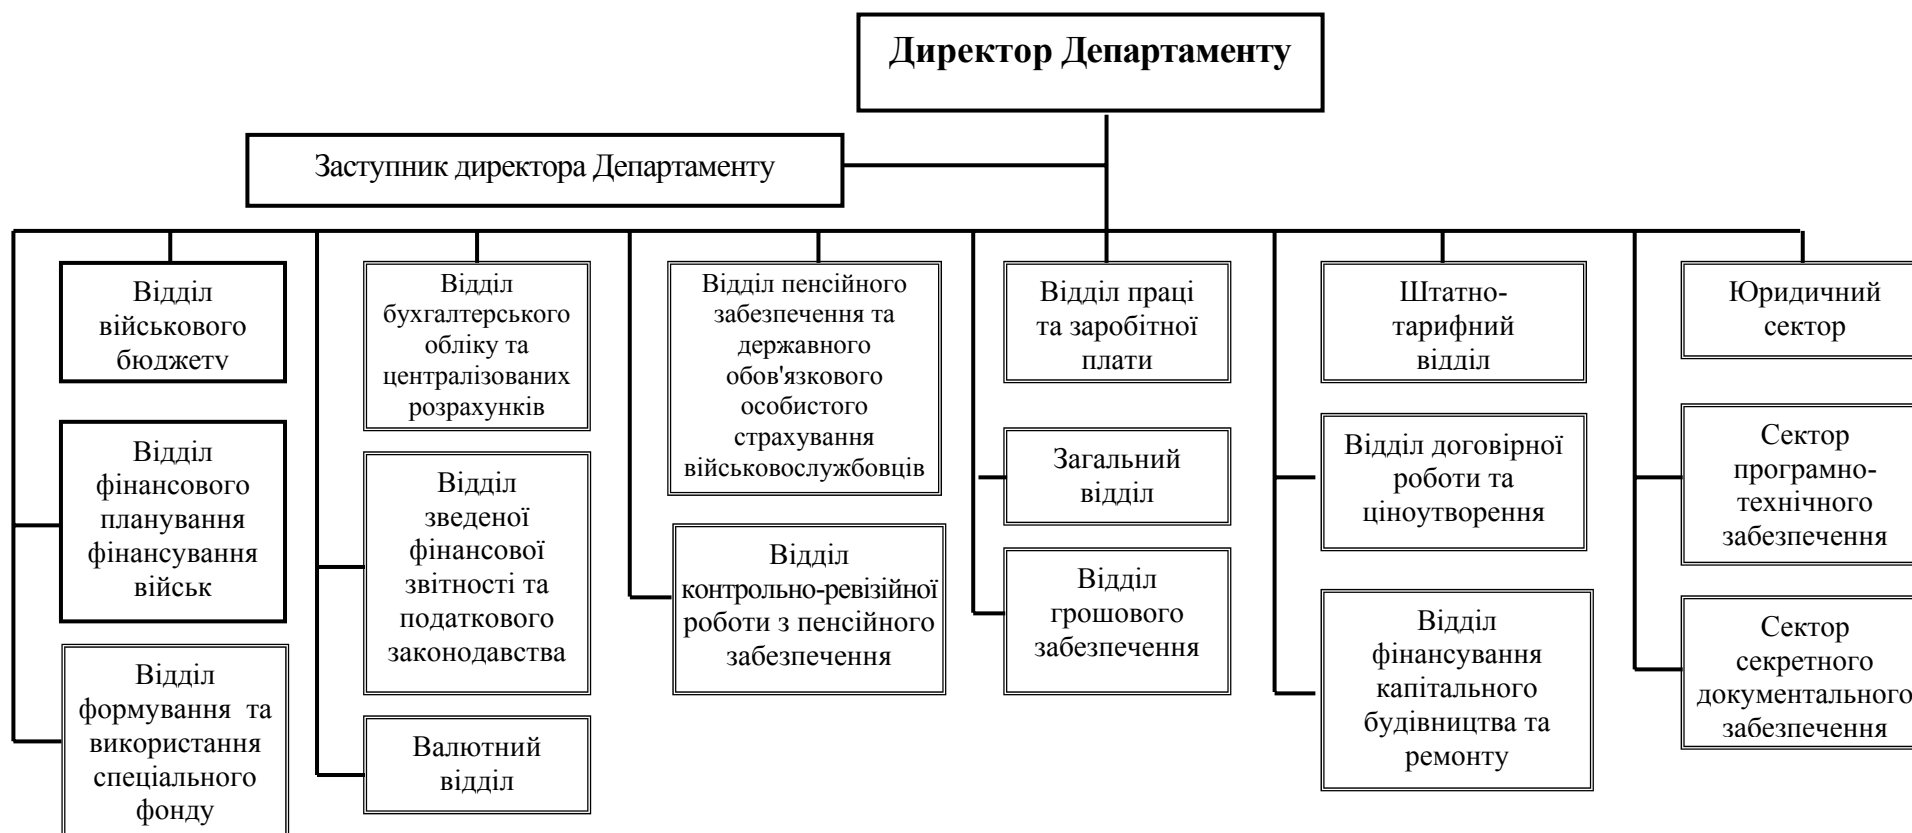 Директор Департаменту
Заступник директора Департаменту
Відділ
військового
бюджету
Відділ
фінансового
планування
фінансування
військ
Відділ
формування та
використання
спеціального
фонду
Відділ
бухгалтерського
обліку та
централізованих
розрахунків
Відділ
зведеної
фінансової
звітності та
податкового
законодавства
Валютний
відділ
Відділ пенсійного
забезпечення та
державного
обов'язкового
особистого
страхування
військовослужбовців
Відділ
контрольно-ревізійної
роботи з пенсійного
забезпечення
Відділ праці
та заробітної
плати
Загальний
відділ
Відділ
грошового
забезпечення
Штатно-
тарифний
відділ
Відділ договірної
роботи та
ціноутворення
Відділ
фінансування
капітального
будівництва та
ремонту
Юридичний
сектор
Сектор
програмно-
технічного
забезпечення
Сектор
секретного
документального
забезпечення